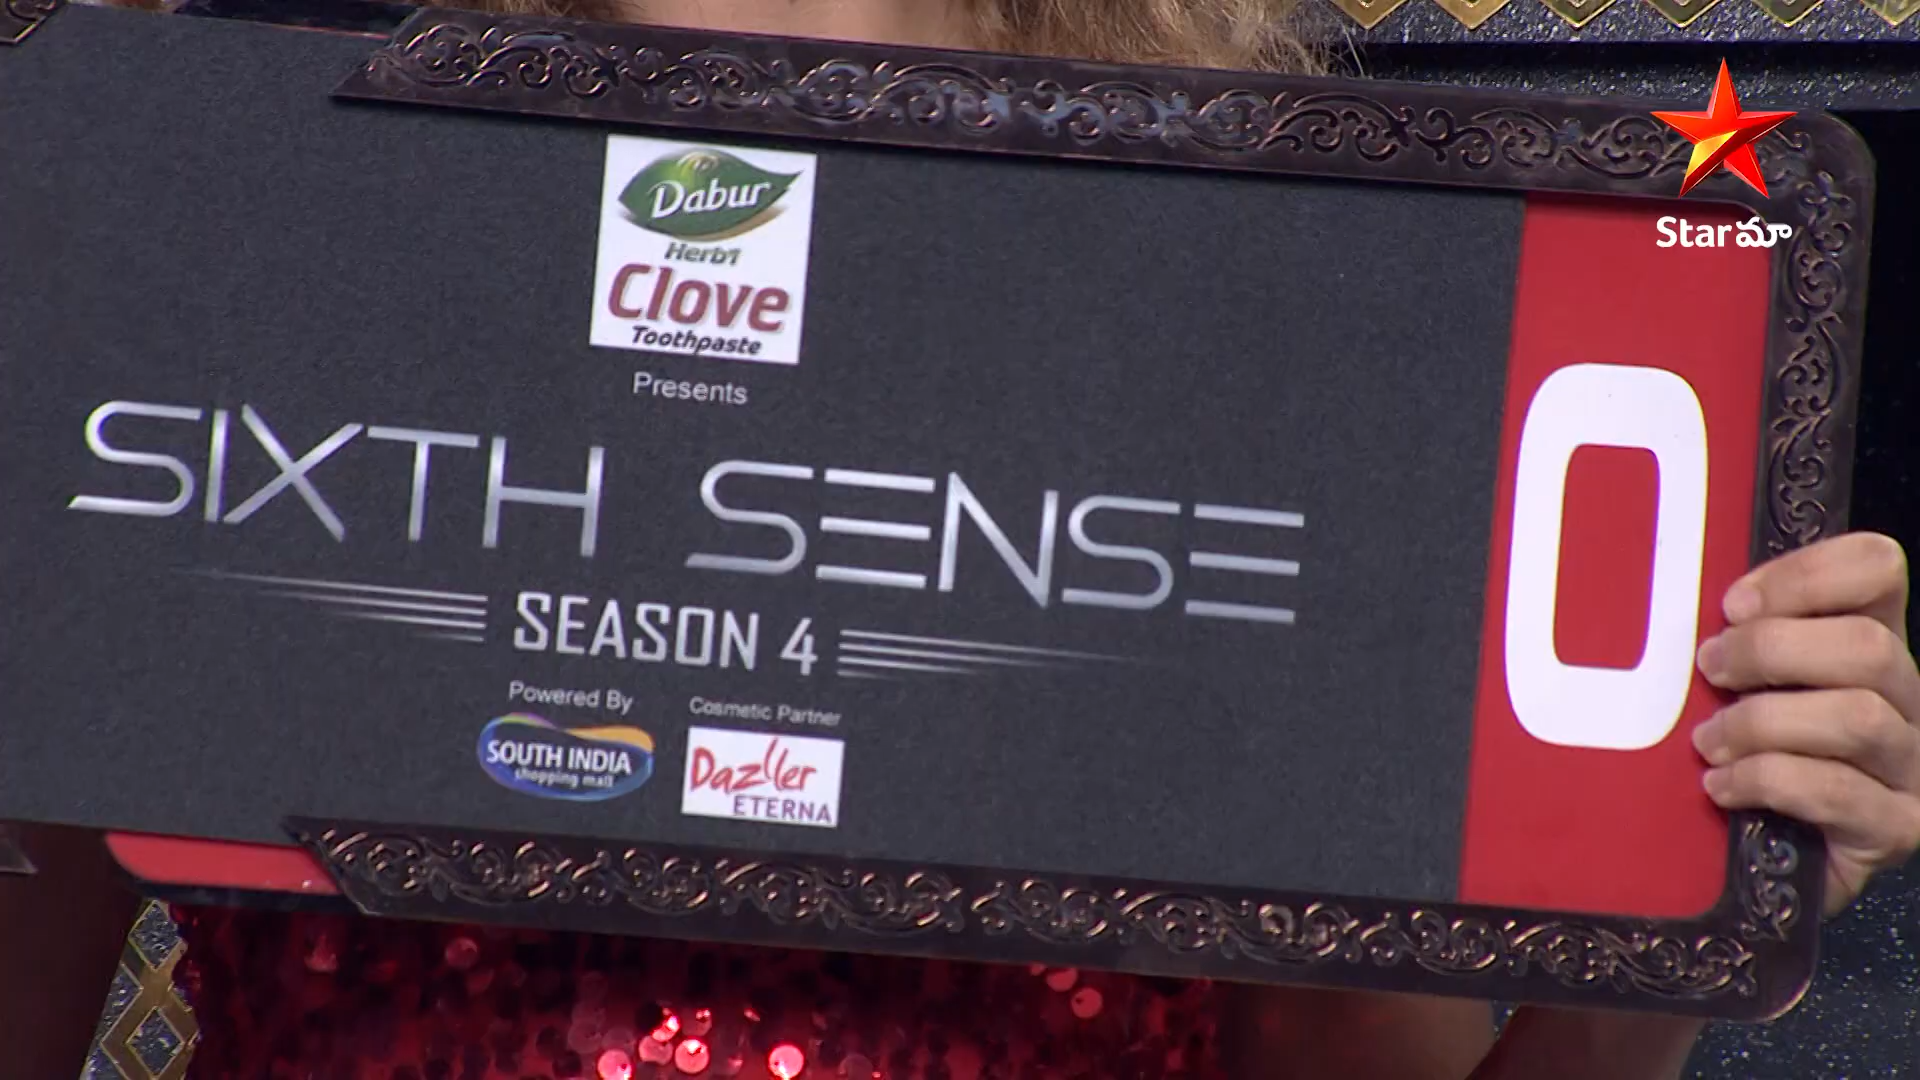 Dabur
Herb'l
Clove
Toothpaste
Presents
SIXTH SENSE
SEASON 4
Powered By
SOUTH INDIA
shopping mall
Cosmetic Partner
Dazller
ETERNA
0
Starమా